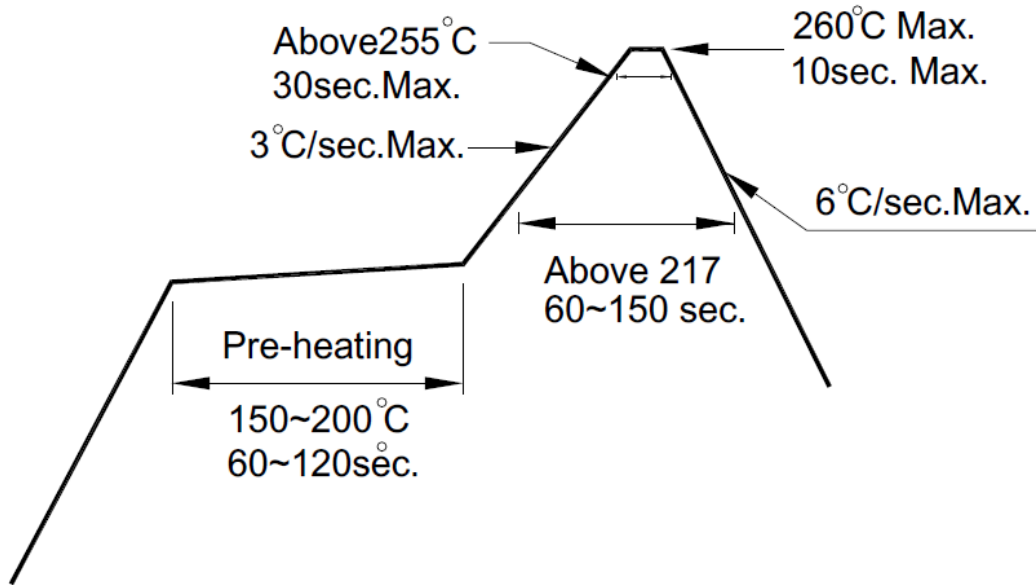 Above255°C
30sec.Max.
260°C Max.
10sec. Max.
3°C/sec.Max.
6°C/sec.Max.
Above 217
60~150 sec.
Pre-heating
150~200°C
60~120sec.